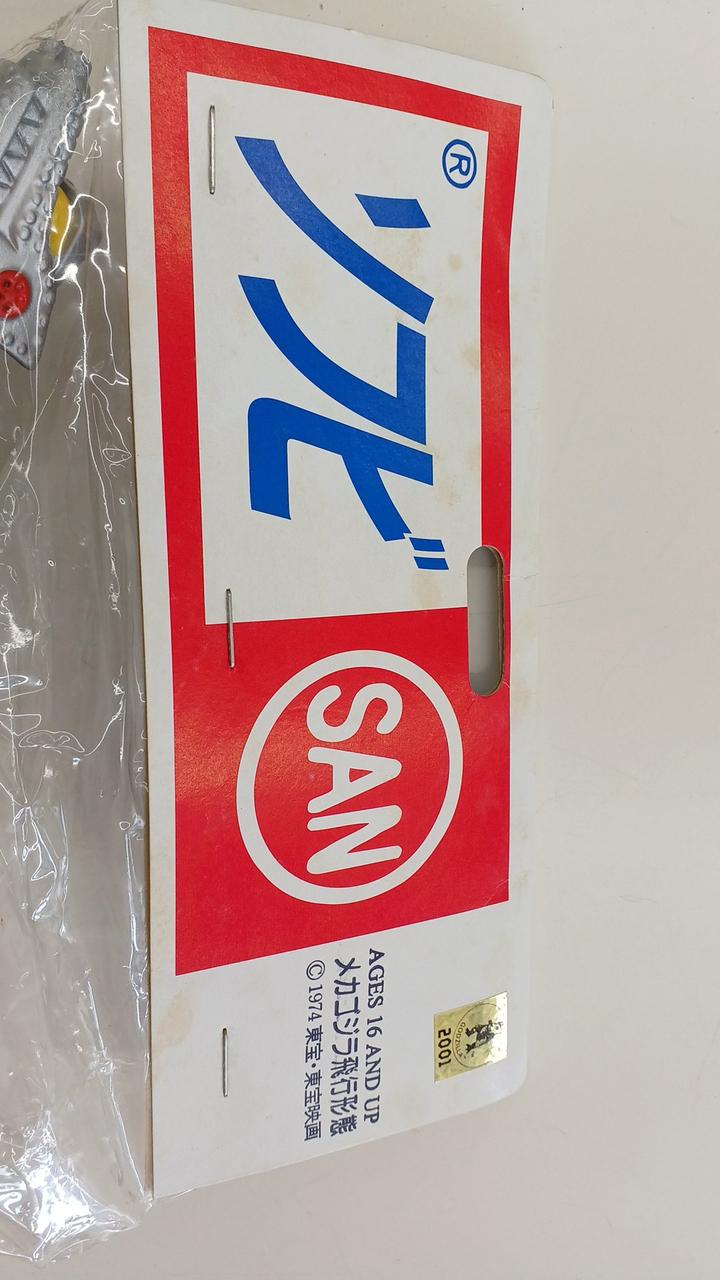 ソフビ®
SAN
AGES 16 AND UP
メカゴジラ飛行形態
© 1974 東宝・東宝映画
GODZILLA
2001